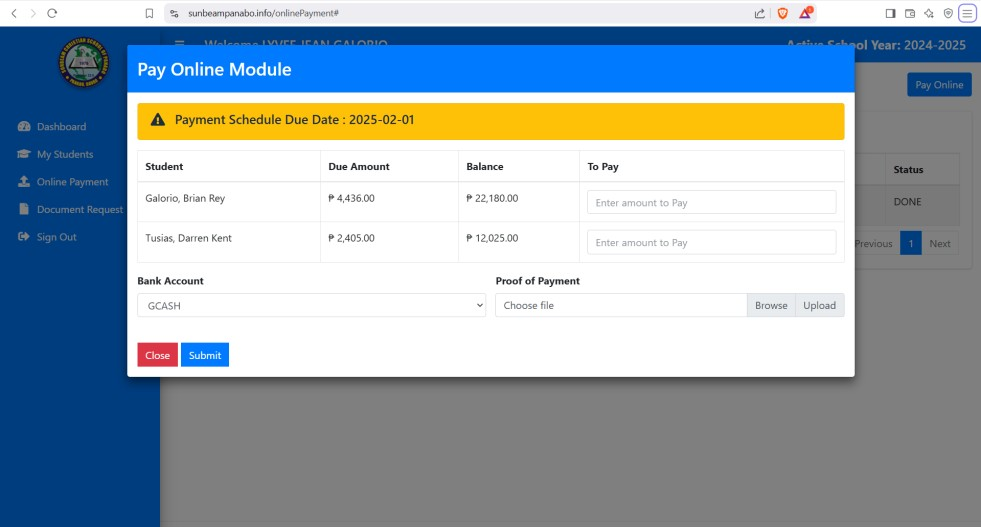 sunbeampanabo.info/onlinePayment#
Welcome LYVEE JEAN GALORIO
Active School Year: 2024-2025
Pay Online Module
Pay Online
Payment Schedule Due Date : 2025-02-01
Dashboard
My Students
Online Payment
Document Request
Sign Out
Student Due Amount Balance To Pay
Status
Galorio, Brian Rey ₱ 4,436.00 ₱ 22,180.00 Enter amount to Pay
DONE
Tusias, Darren Kent ₱ 2,405.00 ₱ 12,025.00 Enter amount to Pay
Previous 1 Next
Bank Account Proof of Payment
GCASH Choose file Browse Upload
Close Submit